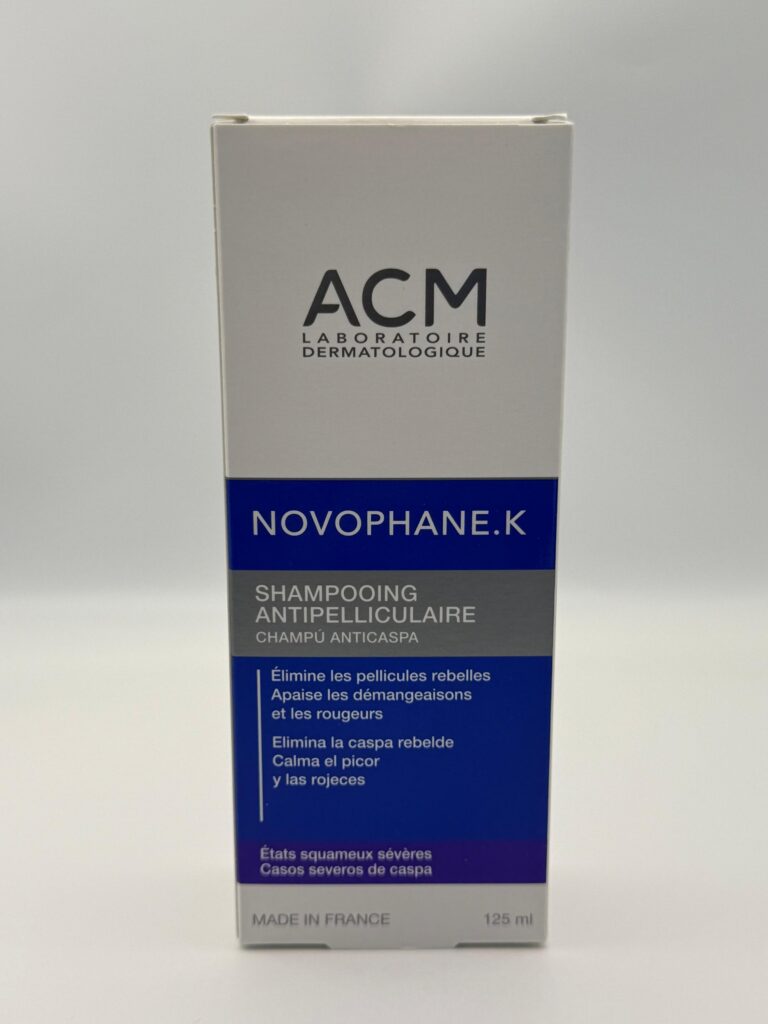 ACM
LABORATOIRE
DERMATOLOGIQUE
NOVOPHANE.K
SHAMPOOING
ANTIPELLICULAIRE
CHAMPÚ ANTICASPA
Élimine les pellicules rebelles
Apaise les démangeaisons
et les rougeurs
Elimina la caspa rebelde
Calma el picor
y las rojeces
États squameux sévères
Casos severos de caspa
MADE IN FRANCE 125 ml